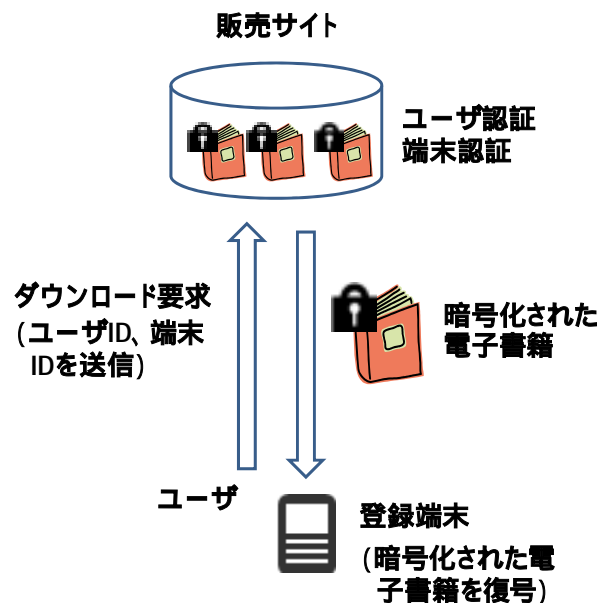 販売サイト
ユーザ認証
端末認証
ダウンロード要求
(ユーザID、端末
IDを送信)
暗号化された
電子書籍
ユーザ
登録端末
(暗号化された電
子書籍を復号)